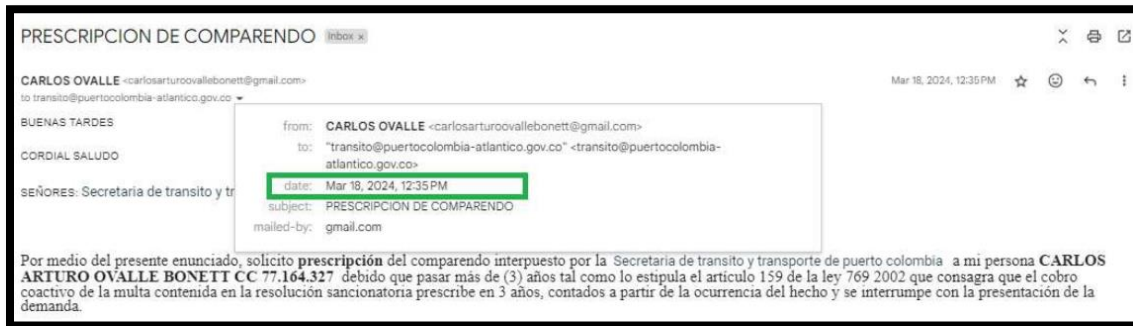 PRESCRIPCION DE COMPARENDO Inbox x
CARLOS OVALLE <carlosarturoovallebonett@gmail.com> Mar 18, 2024, 12:35 PM
to transito@puertocolombia-atlantico.gov.co
BUENAS TARDES
CORDIAL SALUDO
SEÑORES: Secretaria de transito y tr
from: CARLOS OVALLE <carlosarturoovallebonett@gmail.com>
to: "transito@puertocolombia-atlantico.gov.co" <transito@puertocolombia-
atlantico.gov.co>
date: Mar 18, 2024, 12:35 PM
subject: PRESCRIPCION DE COMPARENDO
mailed-by: gmail.com
Por medio del presente enunciado, solicito prescripción del comparendo interpuesto por la Secretaria de transito y transporte de puerto colombia a mi persona CARLOS
ARTURO OVALLE BONETT CC 77.164.327 debido que pasar más de (3) años tal como lo estipula el artículo 159 de la ley 769 2002 que consagra que el cobro
coactivo de la multa contenida en la resolución sancionatoria prescribe en 3 años, contados a partir de la ocurrencia del hecho y se interrumpe con la presentación de la
demanda.